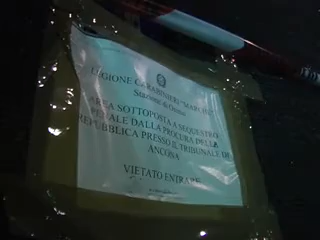 LEGIONE CARABINIERI "MARCHE"
Stazione di
AREA SOTTOPOSTA A SEQUESTRO
PENALE DALLA PROCURA DELLA
REPUBBLICA PRESSO IL TRIBUNALE DI
ANCONA
VIETATO ENTRARE